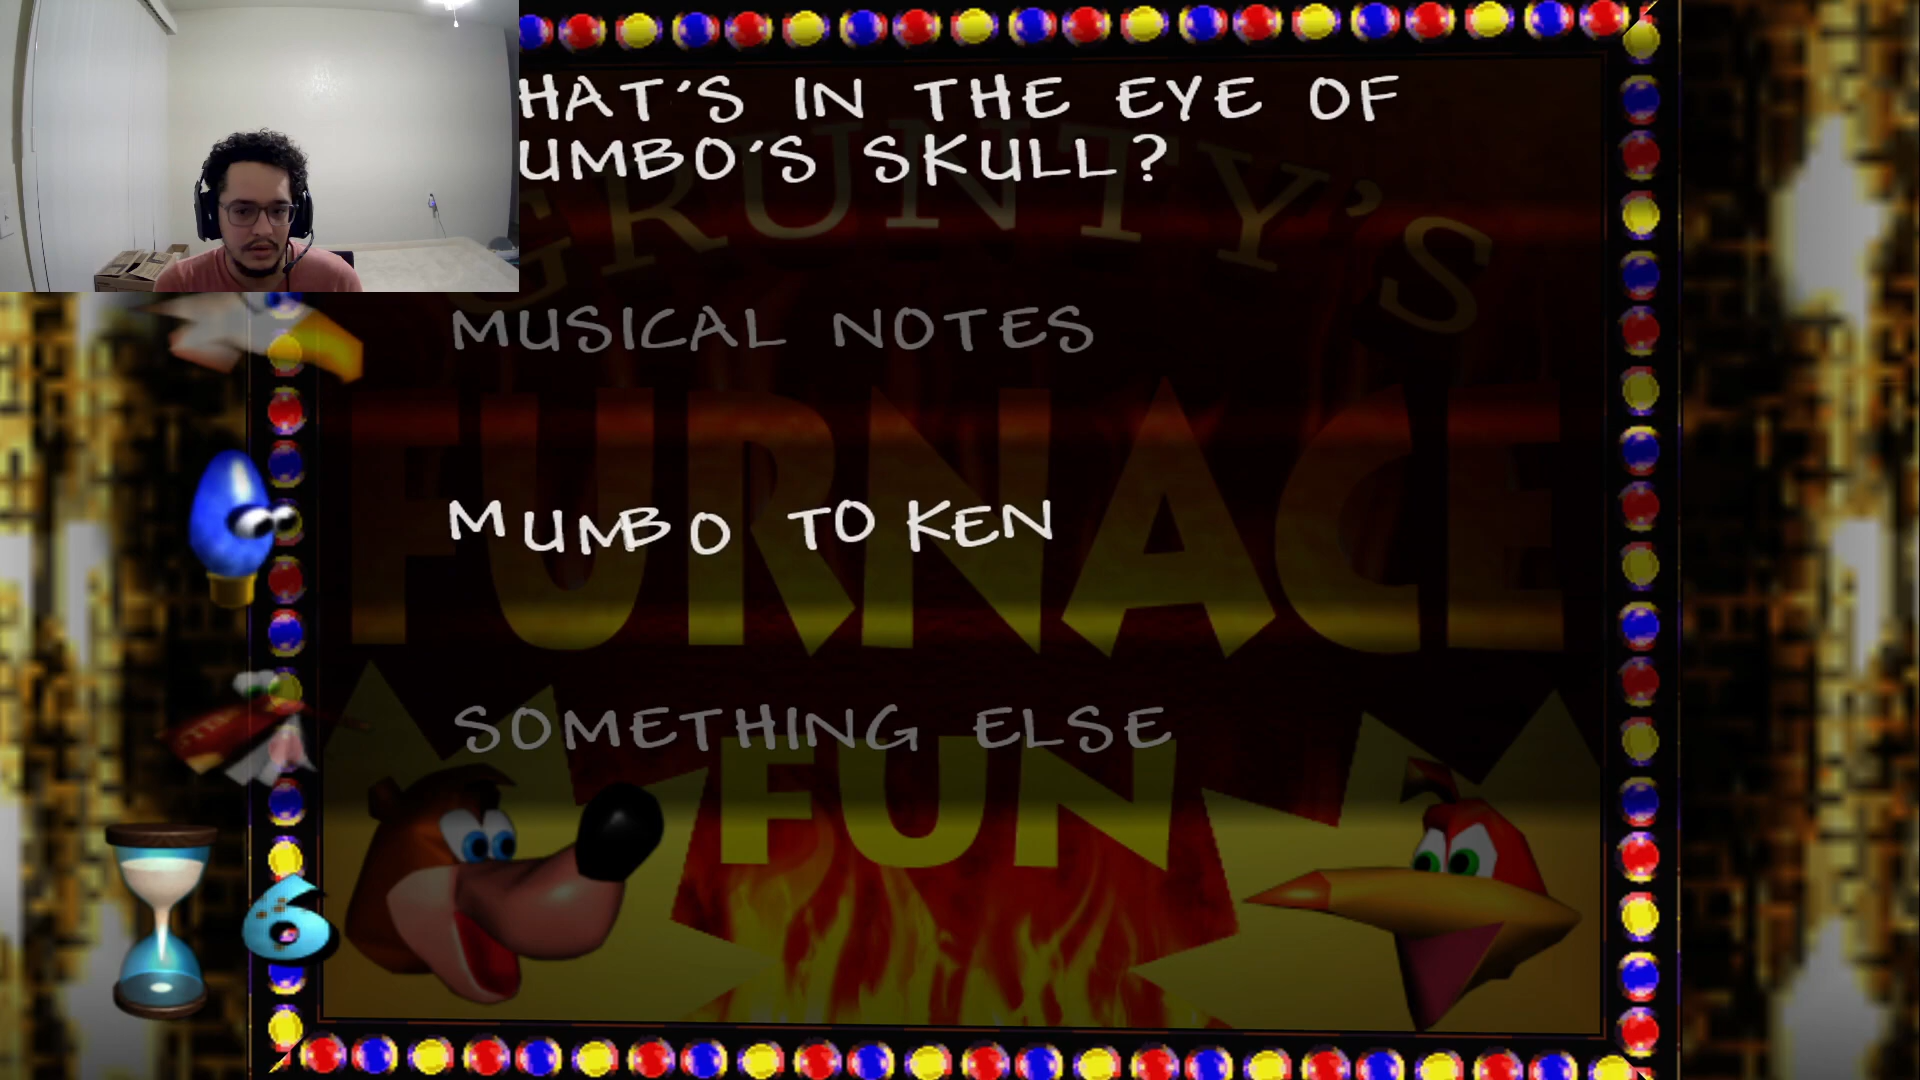 HAT'S IN THE EYE OF
UMBO'S SKULL?
GRUNTY'S
MUSICAL NOTES
FURNACE
MUMBO TOKEN
SOMETHING ELSE
FUN
6